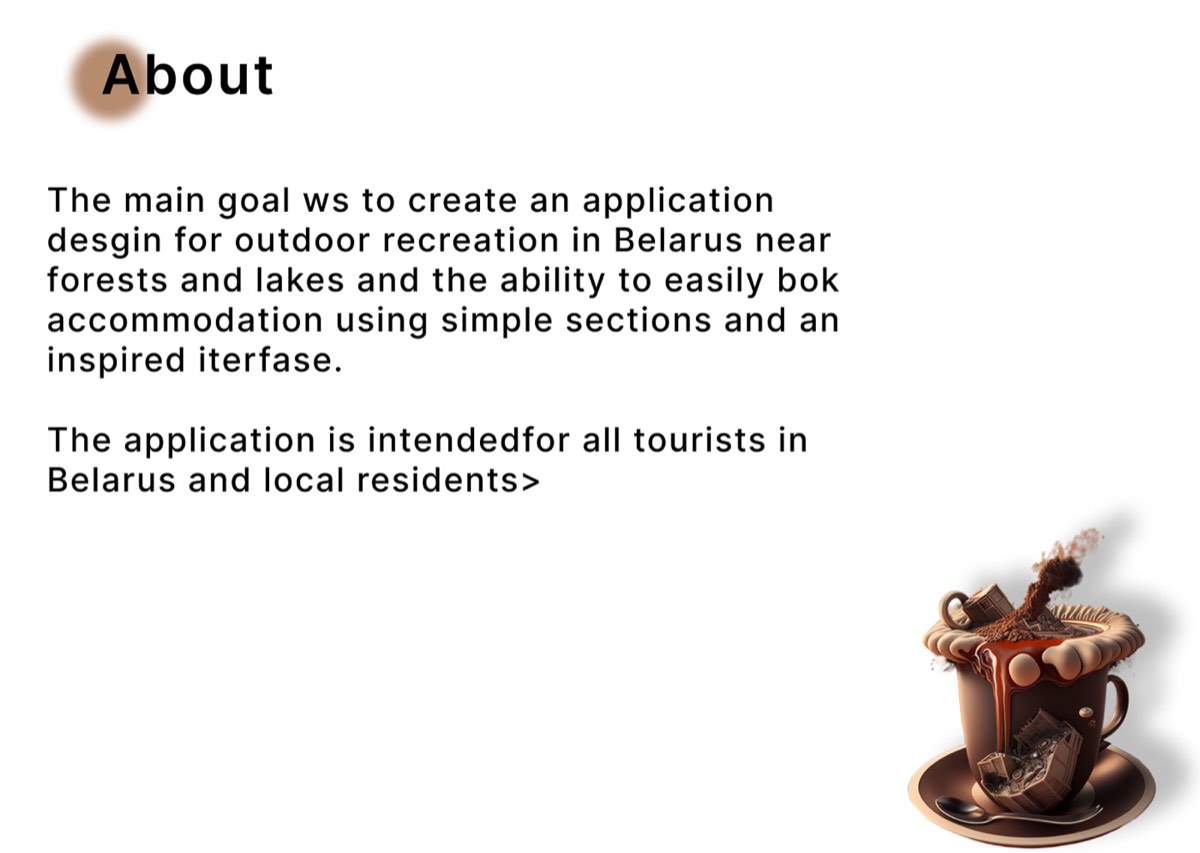 About
The main goal ws to create an application
desgin for outdoor recreation in Belarus near
forests and lakes and the ability to easily bok
accommodation using simple sections and an
inspired iterfase.
The application is intendedfor all tourists in
Belarus and local residents>